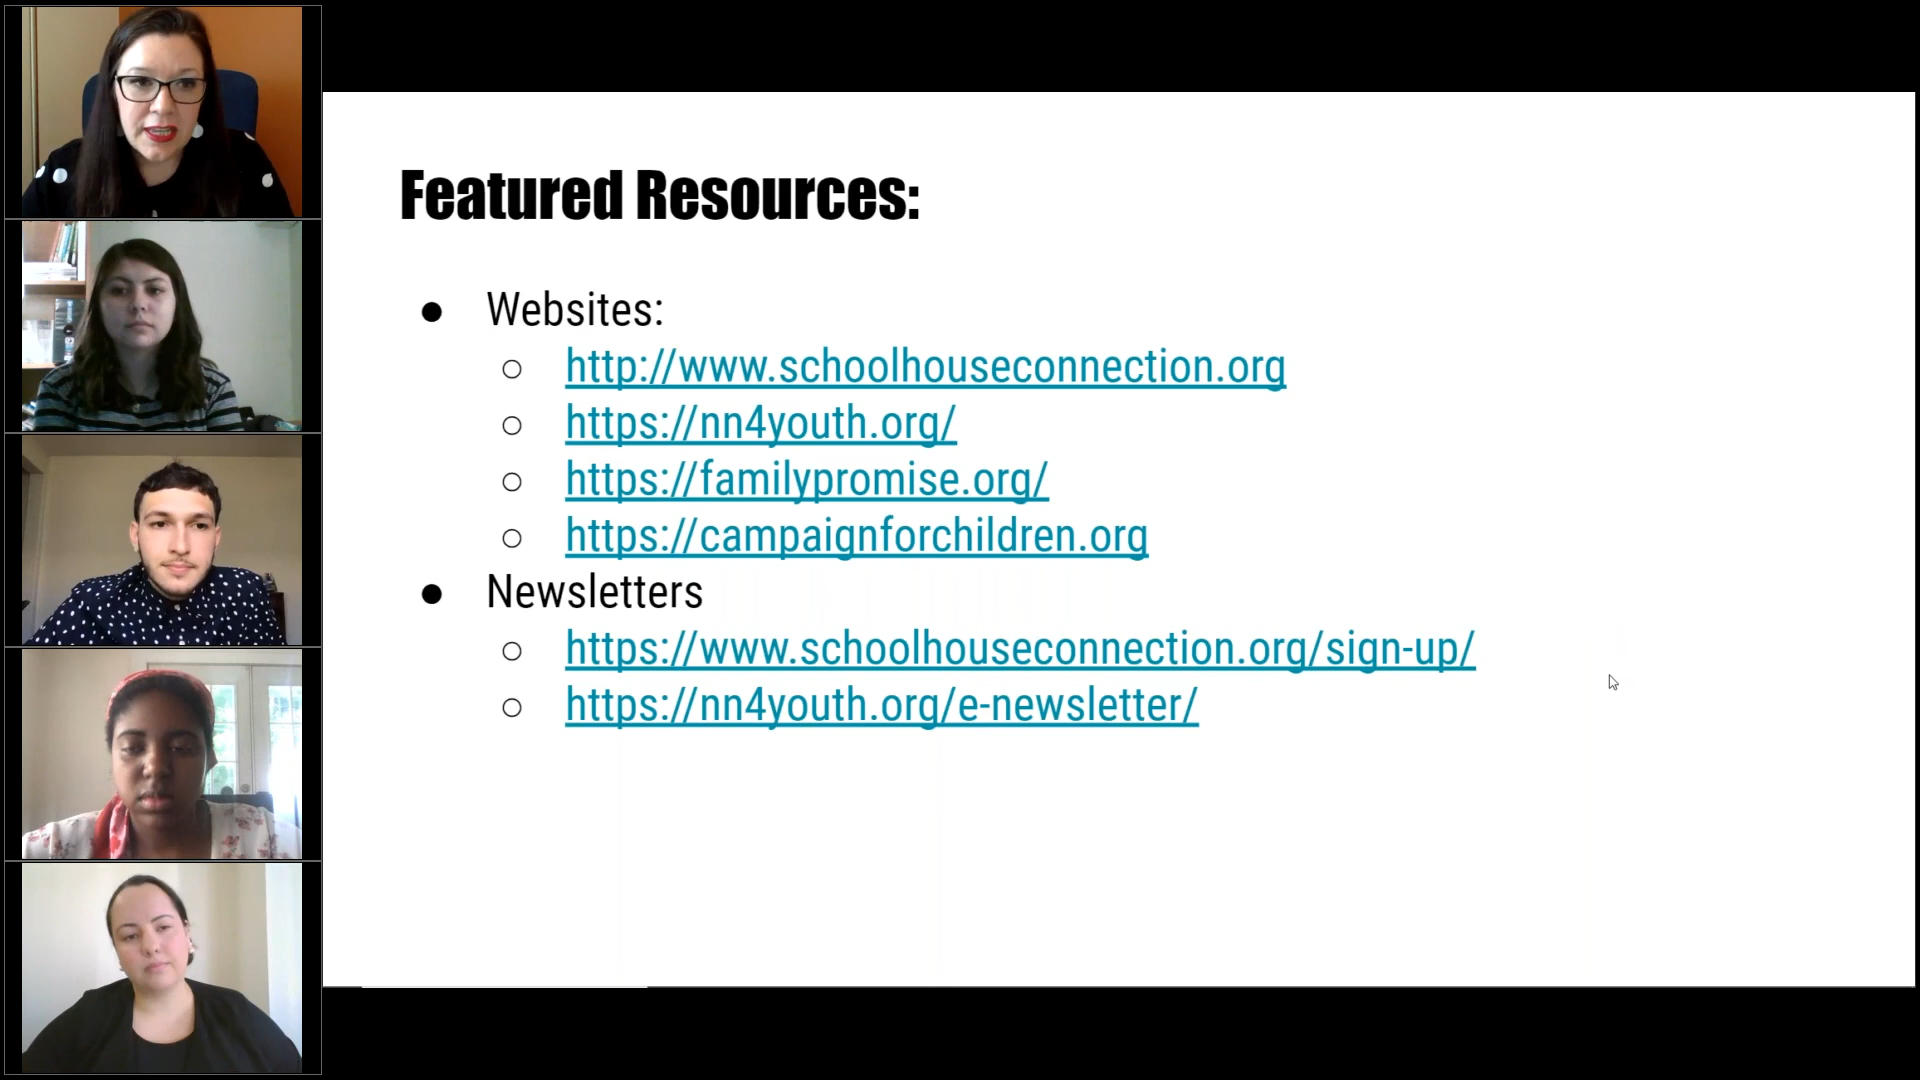 Featured Resources:
● Websites:
○ http://www.schoolhouseconnection.org
○ https://nn4youth.org/
○ https://familypromise.org/
○ https://campaignforchildren.org
● Newsletters
○ https://www.schoolhouseconnection.org/sign-up/
○ https://nn4youth.org/e-newsletter/